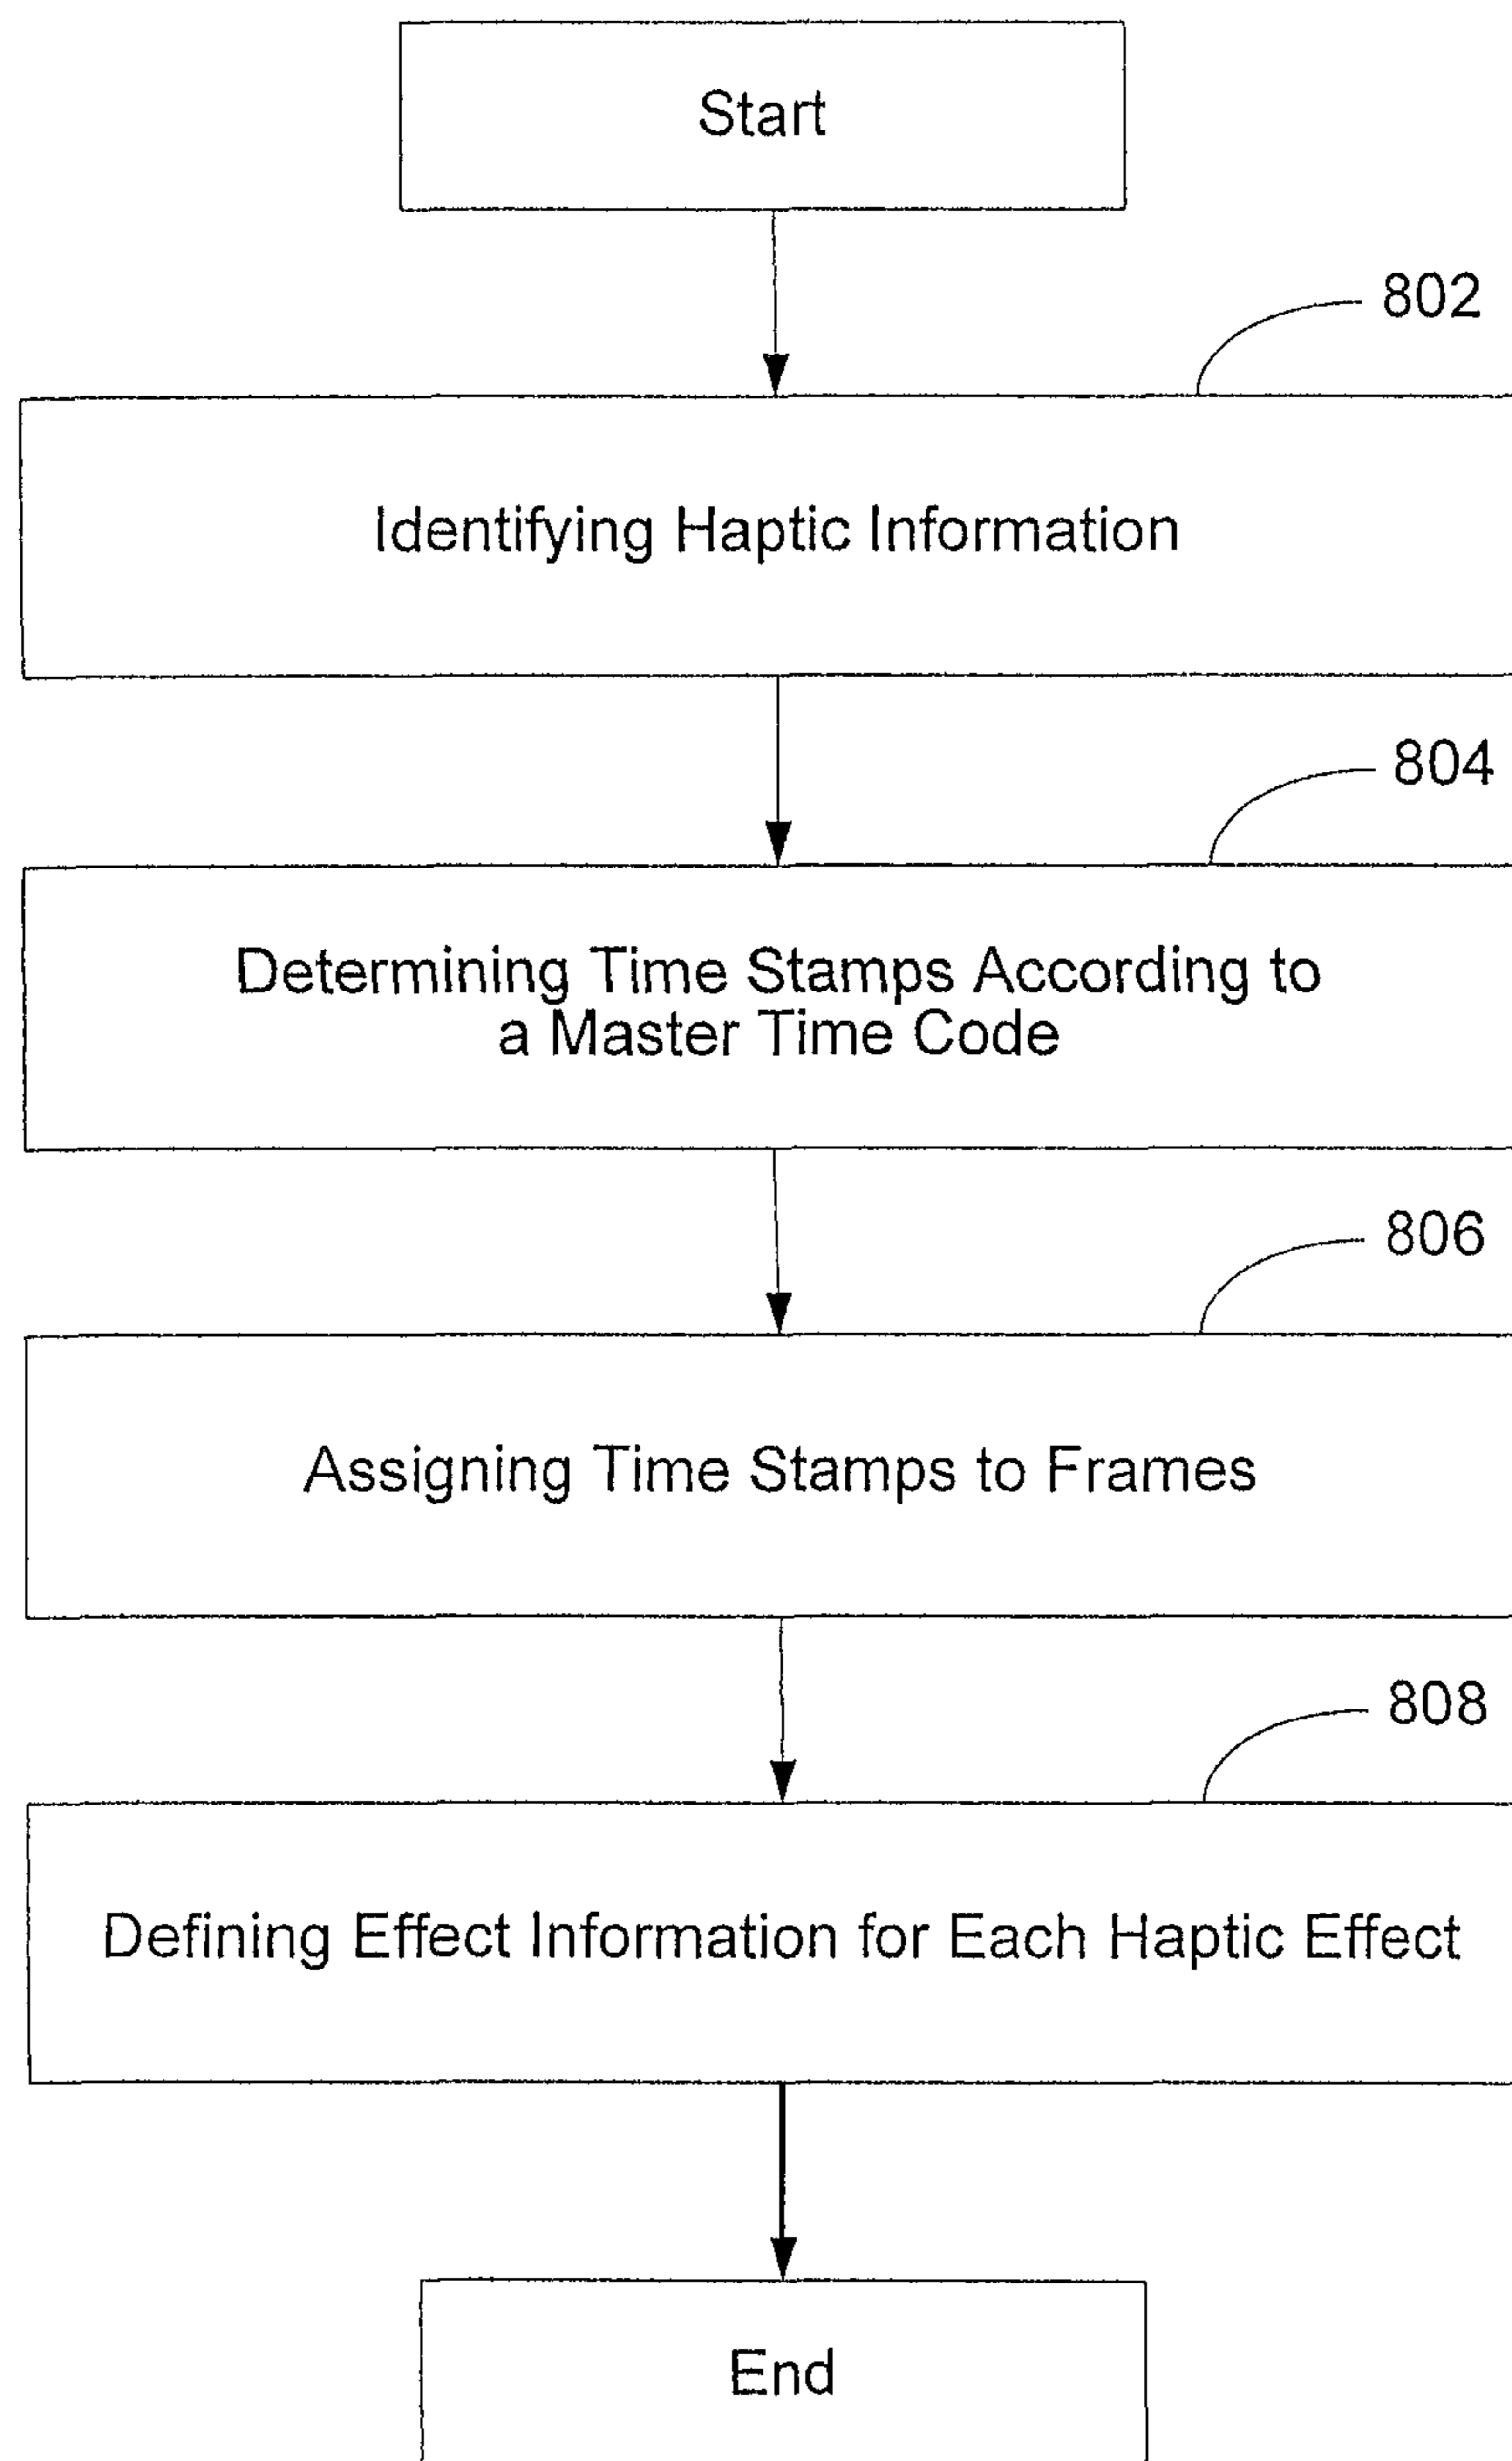 Start
802
Identifying Haptic Information
804
Determining Time Stamps According to
a Master Time Code
806
Assigning Time Stamps to Frames
808
Defining Effect Information for Each Haptic Effect
End